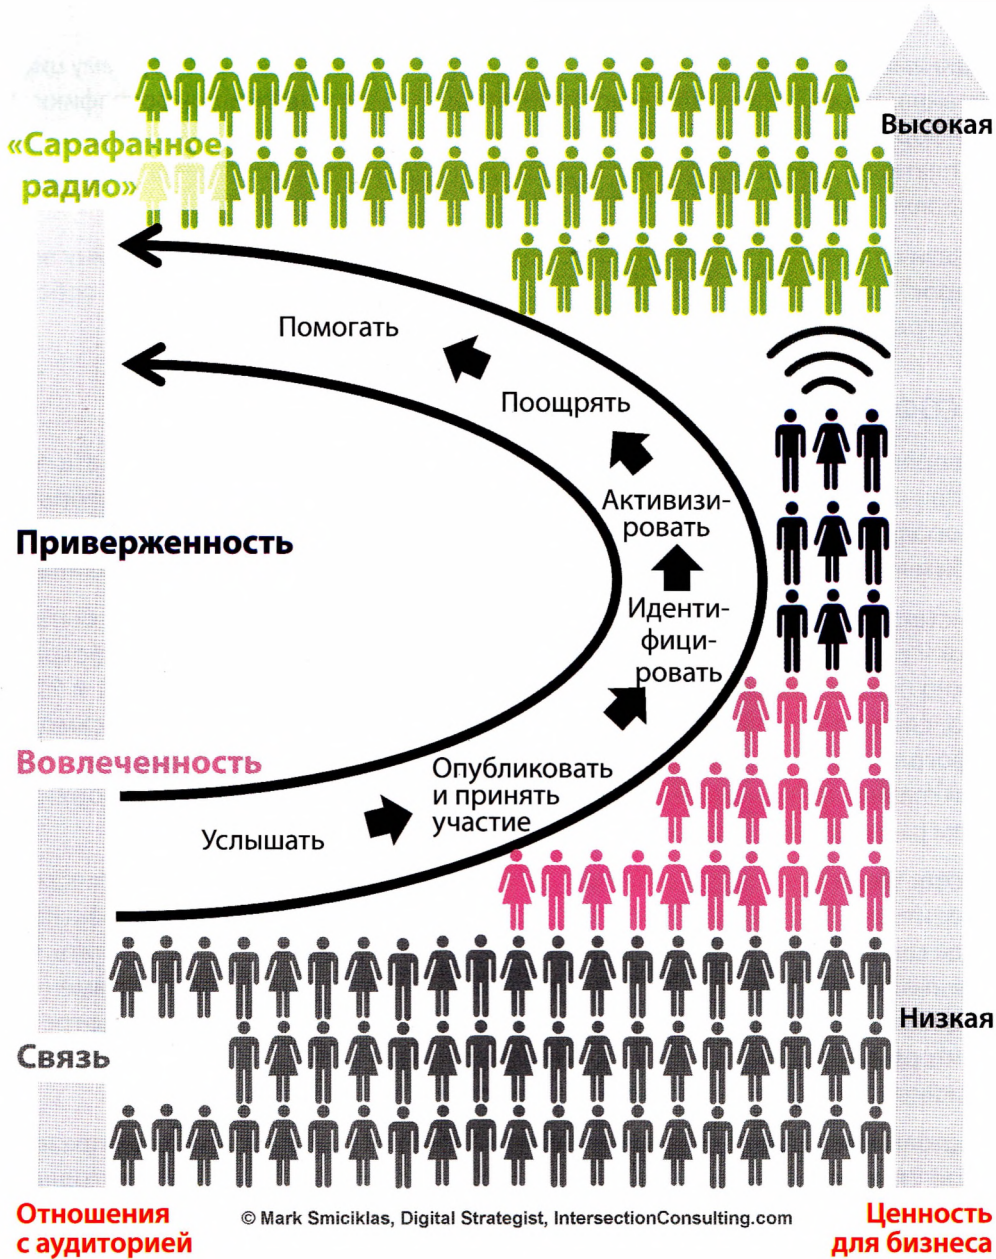 Высокая
«Сарафанное
радио»
Помогать
Поощрять
Активизи-
ровать
Приверженность
Иденти-
фици-
ровать
Вовлеченность
Опубликовать
и принять
участие
Услышать
Низкая
Связь
Отношения
с аудиторией
© Mark Smiciklas, Digital Strategist, IntersectionConsulting.com
Ценность
для бизнеса